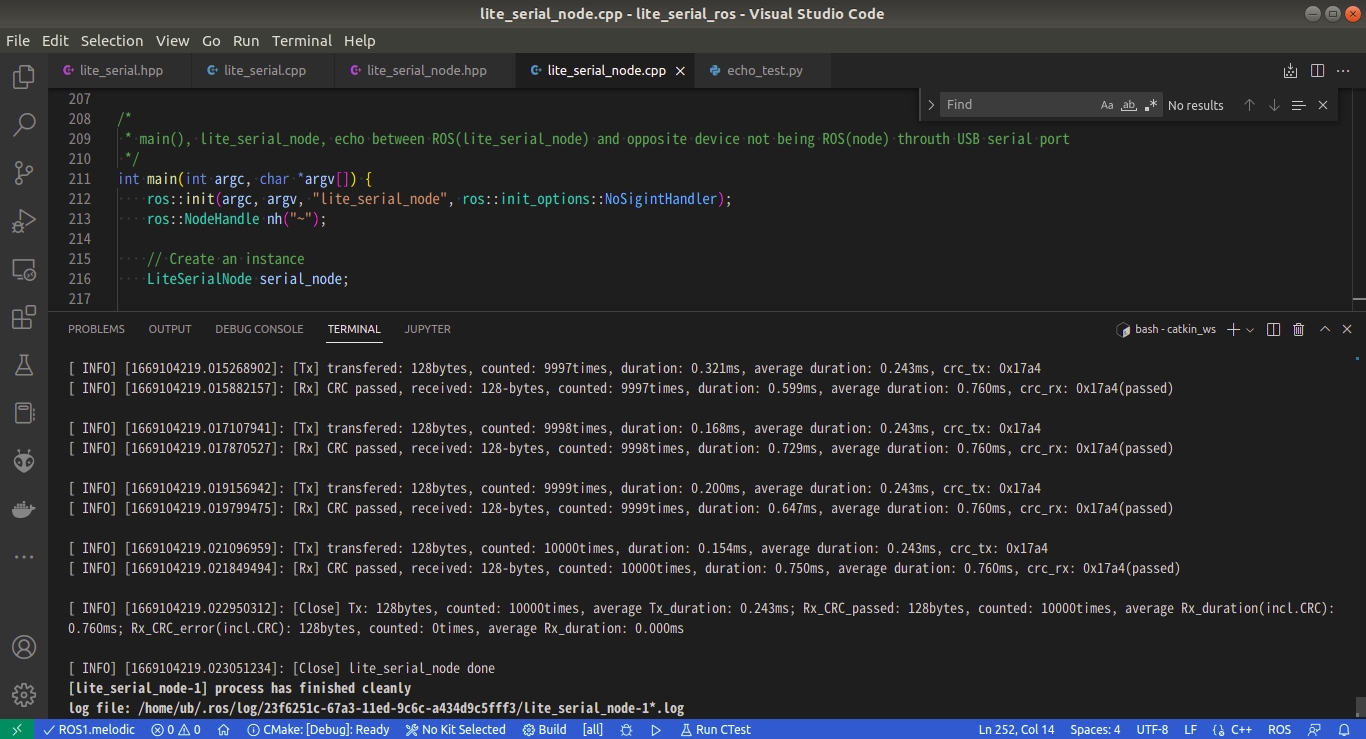 lite_serial_node.cpp - lite_serial_ros - Visual Studio Code
File Edit Selection View Go Run Terminal Help
lite_serial.hpp lite_serial.cpp lite_serial_node.hpp lite_serial_node.cpp echo_test.py
Find Aa ab .* No results
207
208 /*
209  * main(), lite_serial_node, echo between ROS(lite_serial_node) and opposite device not being ROS(node) throuth USB serial port
210  */
211 int main(int argc, char *argv[]) {
212     ros::init(argc, argv, "lite_serial_node", ros::init_options::NoSigintHandler);
213     ros::NodeHandle nh("~");
214
215     // Create an instance
216     LiteSerialNode serial_node;
217
PROBLEMS OUTPUT DEBUG CONSOLE TERMINAL JUPYTER bash - catkin_ws
[ INFO] [1669104219.015268902]: [Tx] transfered: 128bytes, counted: 9997times, duration: 0.321ms, average duration: 0.243ms, crc_tx: 0x17a4
[ INFO] [1669104219.015882157]: [Rx] CRC passed, received: 128-bytes, counted: 9997times, duration: 0.599ms, average duration: 0.760ms, crc_rx: 0x17a4(passed)
[ INFO] [1669104219.017107941]: [Tx] transfered: 128bytes, counted: 9998times, duration: 0.168ms, average duration: 0.243ms, crc_tx: 0x17a4
[ INFO] [1669104219.017870527]: [Rx] CRC passed, received: 128-bytes, counted: 9998times, duration: 0.729ms, average duration: 0.760ms, crc_rx: 0x17a4(passed)
[ INFO] [1669104219.019156942]: [Tx] transfered: 128bytes, counted: 9999times, duration: 0.200ms, average duration: 0.243ms, crc_tx: 0x17a4
[ INFO] [1669104219.019799475]: [Rx] CRC passed, received: 128-bytes, counted: 9999times, duration: 0.647ms, average duration: 0.760ms, crc_rx: 0x17a4(passed)
[ INFO] [1669104219.021096959]: [Tx] transfered: 128bytes, counted: 10000times, duration: 0.154ms, average duration: 0.243ms, crc_tx: 0x17a4
[ INFO] [1669104219.021849494]: [Rx] CRC passed, received: 128-bytes, counted: 10000times, duration: 0.750ms, average duration: 0.760ms, crc_rx: 0x17a4(passed)
[ INFO] [1669104219.022950312]: [Close] Tx: 128bytes, counted: 10000times, average Tx_duration: 0.243ms; Rx_CRC_passed: 128bytes, counted: 10000times, average Rx_duration(incl.CRC):
0.760ms; Rx_CRC_error(incl.CRC): 128bytes, counted: 0times, average Rx_duration: 0.000ms
[ INFO] [1669104219.023051234]: [Close] lite_serial_node done
[lite_serial_node-1] process has finished cleanly
log file: /home/ub/.ros/log/23f6251c-67a3-11ed-9c6c-a434d9c5fff3/lite_serial_node-1*.log
ROS1.melodic 0 0 CMake: [Debug]: Ready No Kit Selected Build [all] Run CTest Ln 252, Col 14 Spaces: 4 UTF-8 LF {} C++ ROS